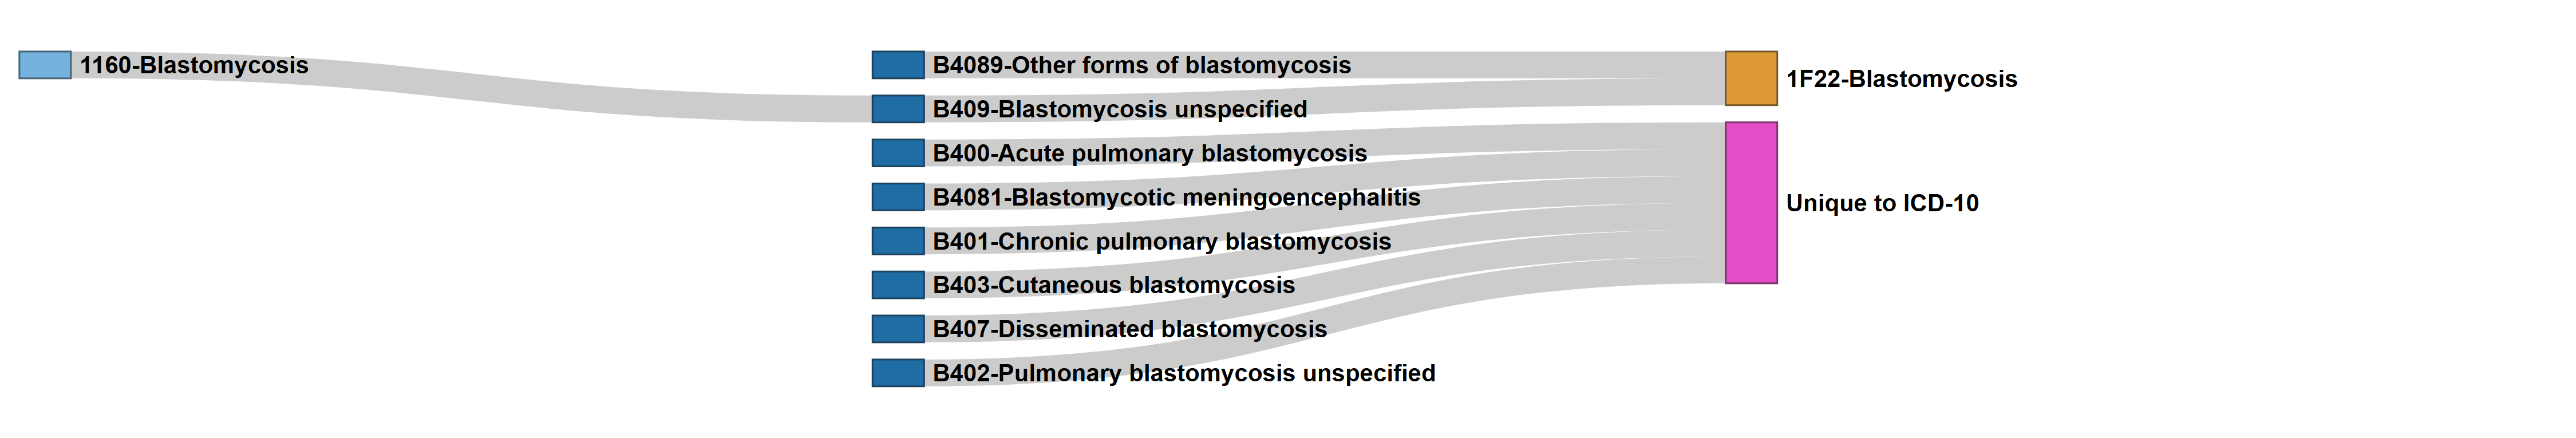 1160-Blastomycosis
B4089-Other forms of blastomycosis
B409-Blastomycosis unspecified
B400-Acute pulmonary blastomycosis
B4081-Blastomycotic meningoencephalitis
B401-Chronic pulmonary blastomycosis
B403-Cutaneous blastomycosis
B407-Disseminated blastomycosis
B402-Pulmonary blastomycosis unspecified
1F22-Blastomycosis
Unique to ICD-10